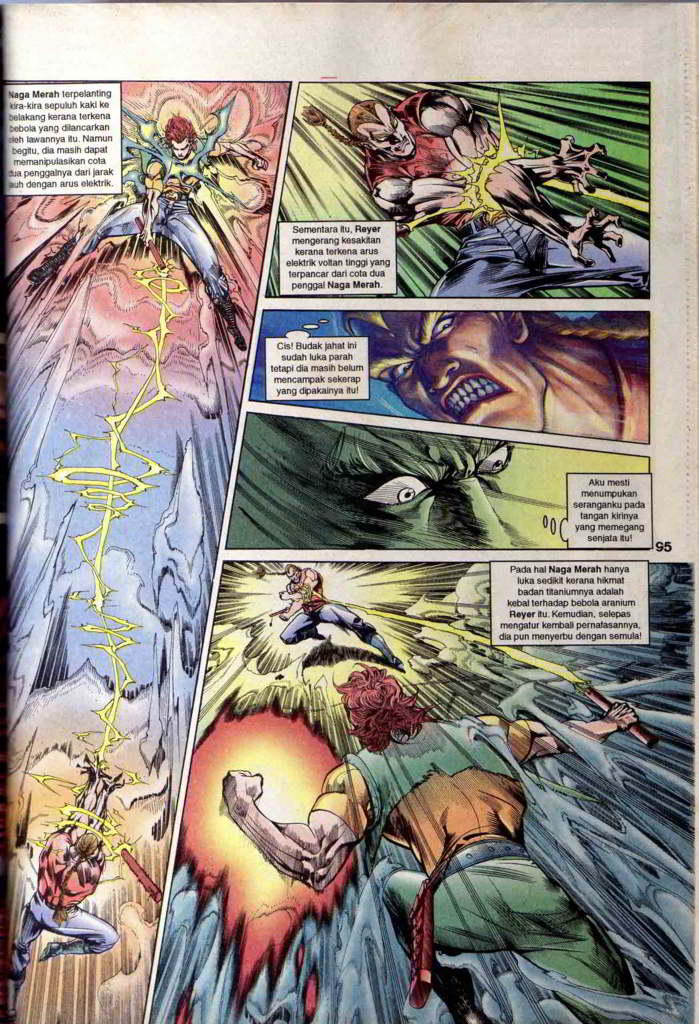 Naga Merah terpelanting
kira-kira sepuluh kaki ke
belakang kerana terkena
bebola yang dilancarkan
oleh lawannya itu. Namun
begitu, dia masih dapat
memanipulasikan cota
dua penggalnya dari jarak
jauh dengan arus elektrik.
Sementara itu, Reyer
mengerang kesakitan
kerana terkena arus
elektrik voltan tinggi yang
terpancar dari cota dua
penggal Naga Merah.
Cis! Budak jahat ini
sudah luka parah
tetapi dia masih belum
mencampak sekerap
yang dipakainya itu!
Aku mesti
menumpukan
seranganku pada
tangan kirinya
yang memegang
senjata itu!
95
Pada hal Naga Merah hanya
luka sedikit kerana hikmat
badan titaniumnya adalah
kebal terhadap bebola aranium
Reyer itu. Kemudian, selepas
mengatur kembali pernafasannya,
dia pun menyerbu dengan semula!